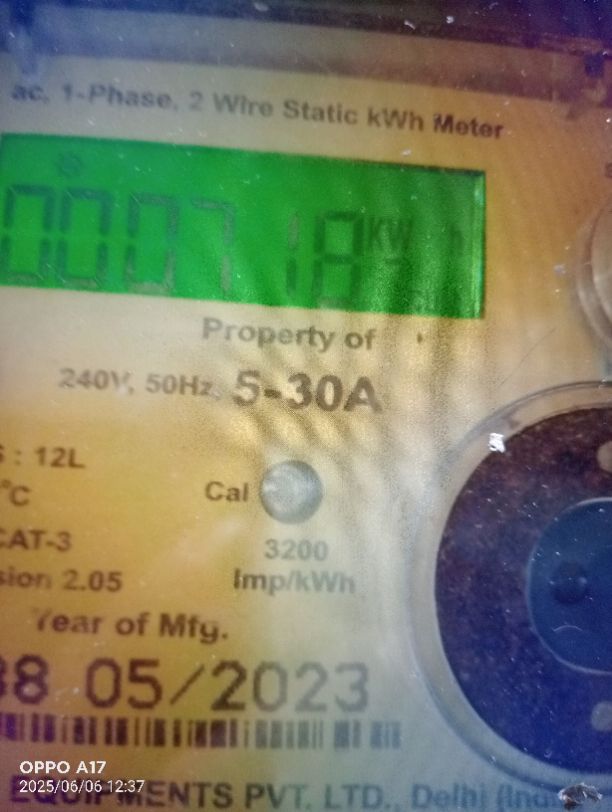 ac, 1-Phase, 2 Wire Static kWh Meter
000718 kWh
Property of
240V, 50Hz, 5-30A
: 12L
°C
Cal
CAT-3
3200
sion 2.05
Imp/kWh
Year of Mfg.
8 05/2023
OPPO A17
2025/06/06 12:37
EQUIPMENTS PVT. LTD., Delhi (Ind